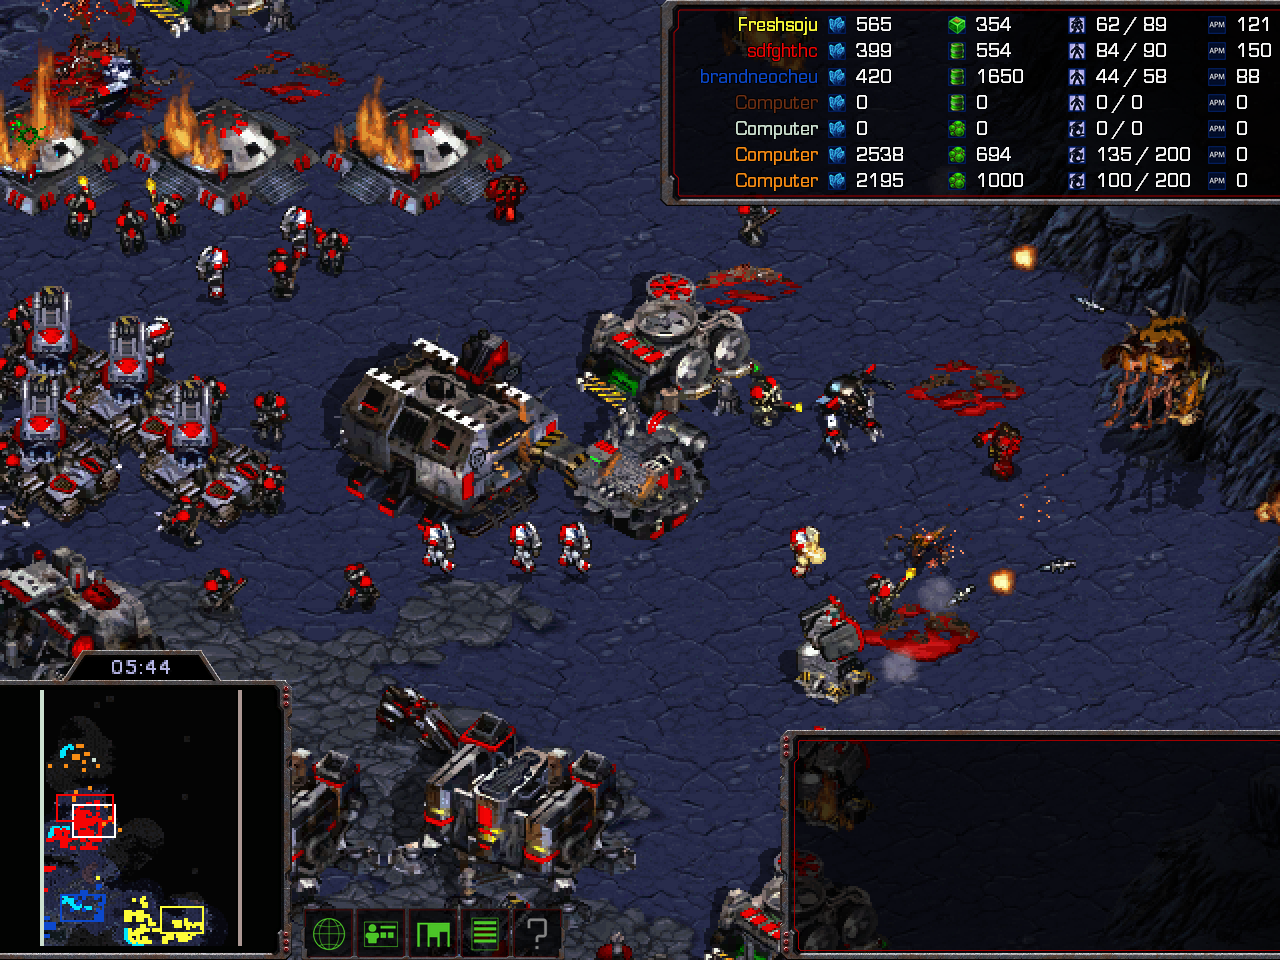 Freshsoju 565 354 62 / 89 APM 121
sdfghthc 399 554 84 / 90 APM 150
brandneocheu 420 1650 44 / 58 APM 88
Computer 0 0 0 / 0 APM 0
Computer 0 0 0 / 0 APM 0
Computer 2538 694 135 / 200 APM 0
Computer 2195 1000 100 / 200 APM 0
05:44
?